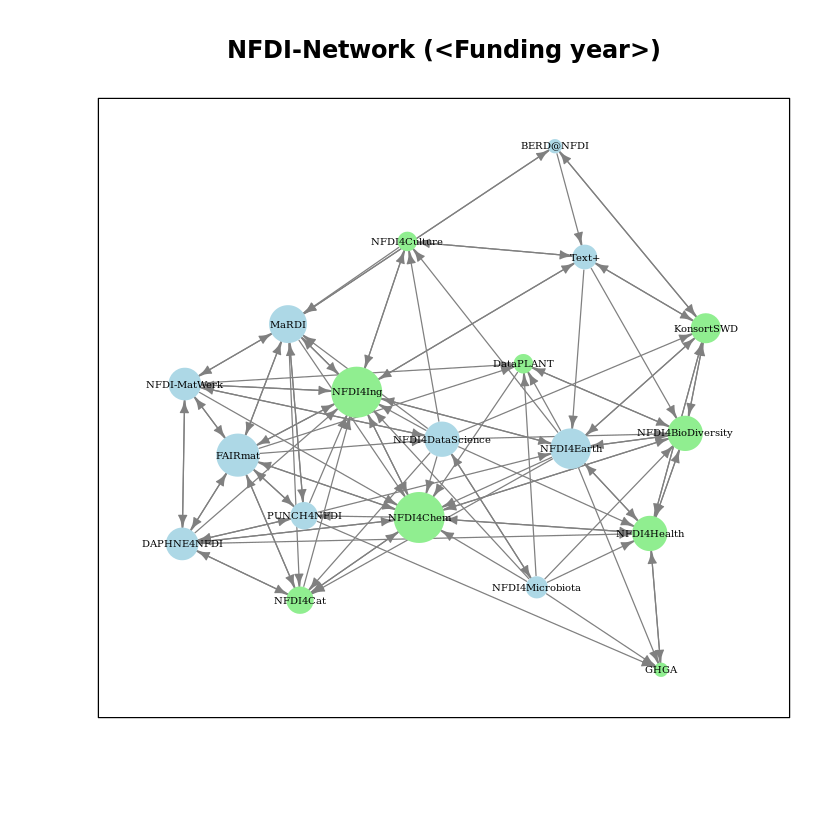 NFDI-Network (<Funding year>)
BERD@NFDI
NFDI4Culture
Text+
MaRDI
KonsortSWD
DataPLANT
NFDI-MatWerk
NFDI4Ing
NFDI4DataScience
NFDI4BioDiversity
NFDI4Earth
FAIRmat
PUNCH4NFDI
NFDI4Chem
NFDI4Health
DAPHNE4NFDI
NFDI4Microbiota
NFDI4Cat
GHGA